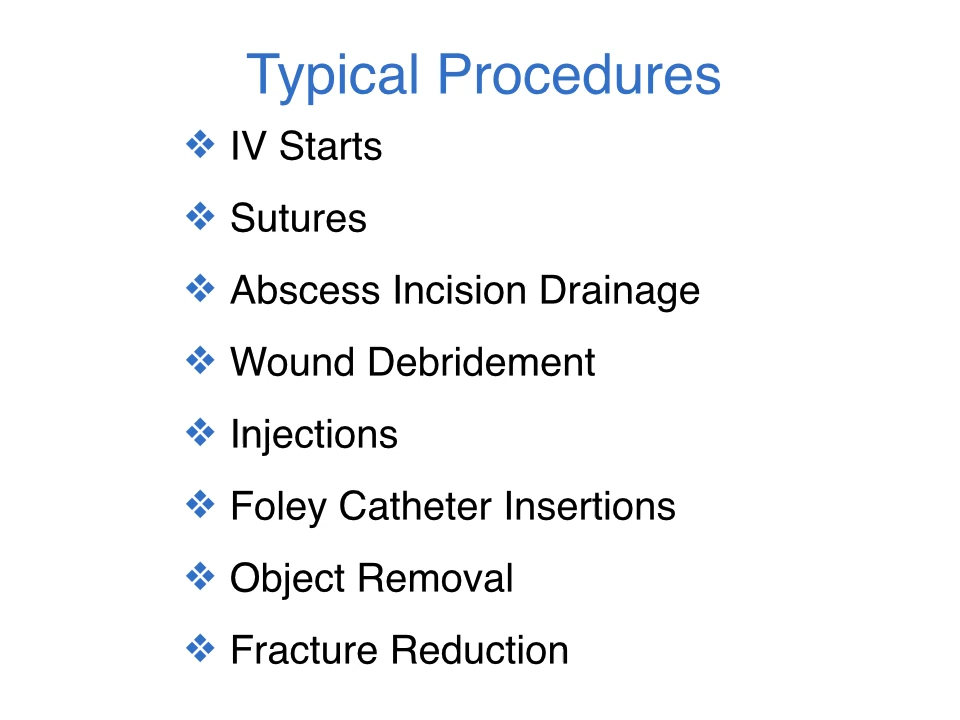 Typical Procedures
❖ IV Starts
❖ Sutures
❖ Abscess Incision Drainage
❖ Wound Debridement
❖ Injections
❖ Foley Catheter Insertions
❖ Object Removal
❖ Fracture Reduction